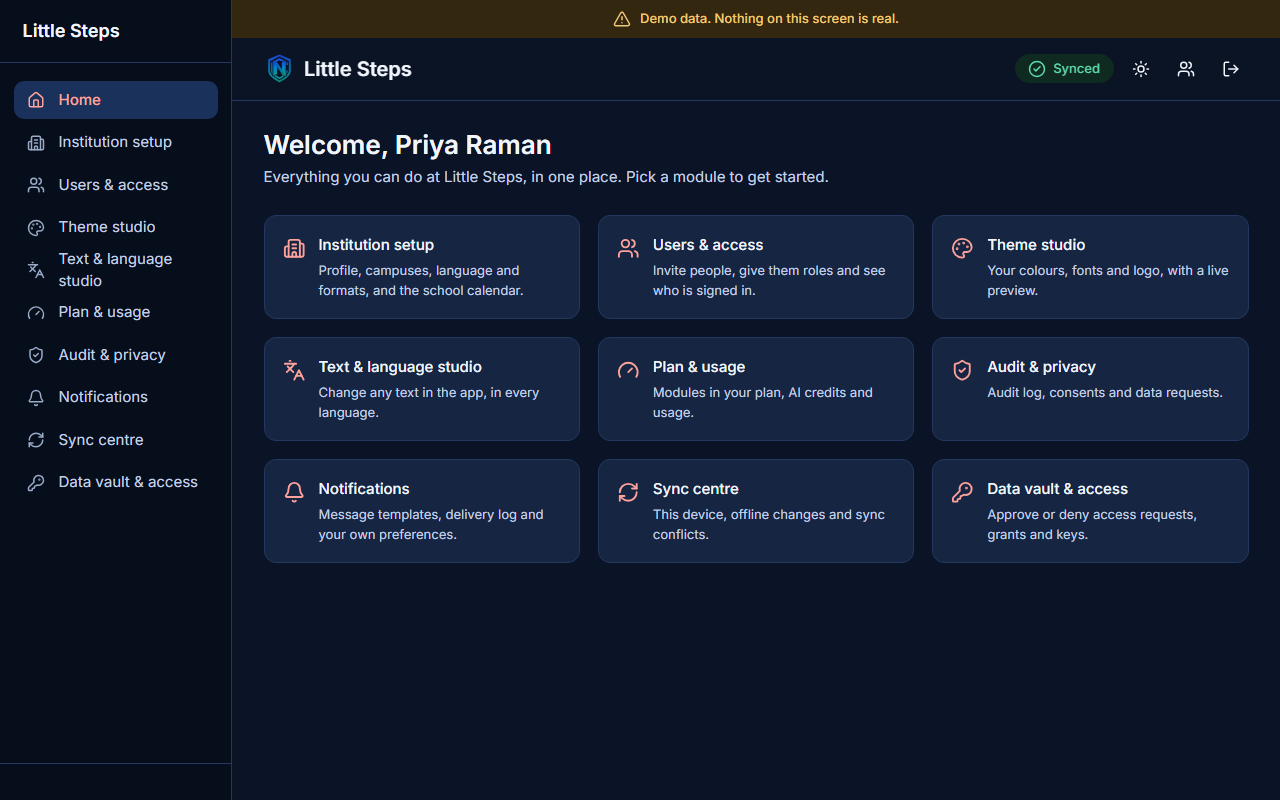 Little Steps
Home
Institution setup
Users & access
Theme studio
Text & language
studio
Plan & usage
Audit & privacy
Notifications
Sync centre
Data vault & access
Demo data. Nothing on this screen is real.
Little Steps
Synced
Welcome, Priya Raman
Everything you can do at Little Steps, in one place. Pick a module to get started.
Institution setup
Profile, campuses, language and
formats, and the school calendar.
Users & access
Invite people, give them roles and see
who is signed in.
Theme studio
Your colours, fonts and logo, with a live
preview.
Text & language studio
Change any text in the app, in every
language.
Plan & usage
Modules in your plan, AI credits and
usage.
Audit & privacy
Audit log, consents and data requests.
Notifications
Message templates, delivery log and
your own preferences.
Sync centre
This device, offline changes and sync
conflicts.
Data vault & access
Approve or deny access requests,
grants and keys.